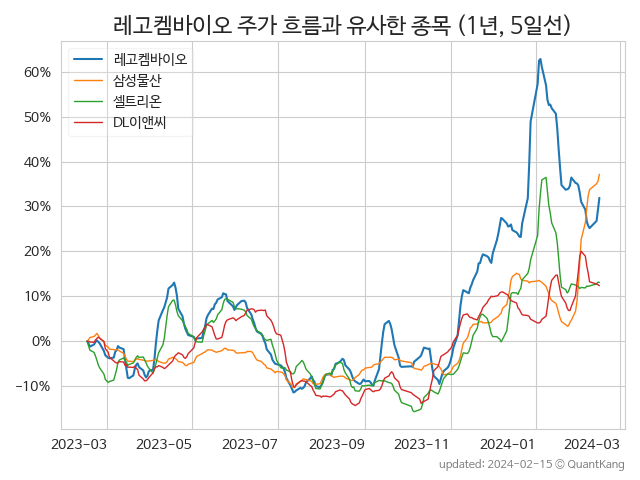 레고켐바이오 주가 흐름과 유사한 종목 (1년, 5일선)
레고켐바이오
삼성물산
셀트리온
DL이앤씨
60%
50%
40%
30%
20%
10%
0%
−10%
2023-03 2023-05 2023-07 2023-09 2023-11 2024-01 2024-03
updated: 2024-02-15 © QuantKang